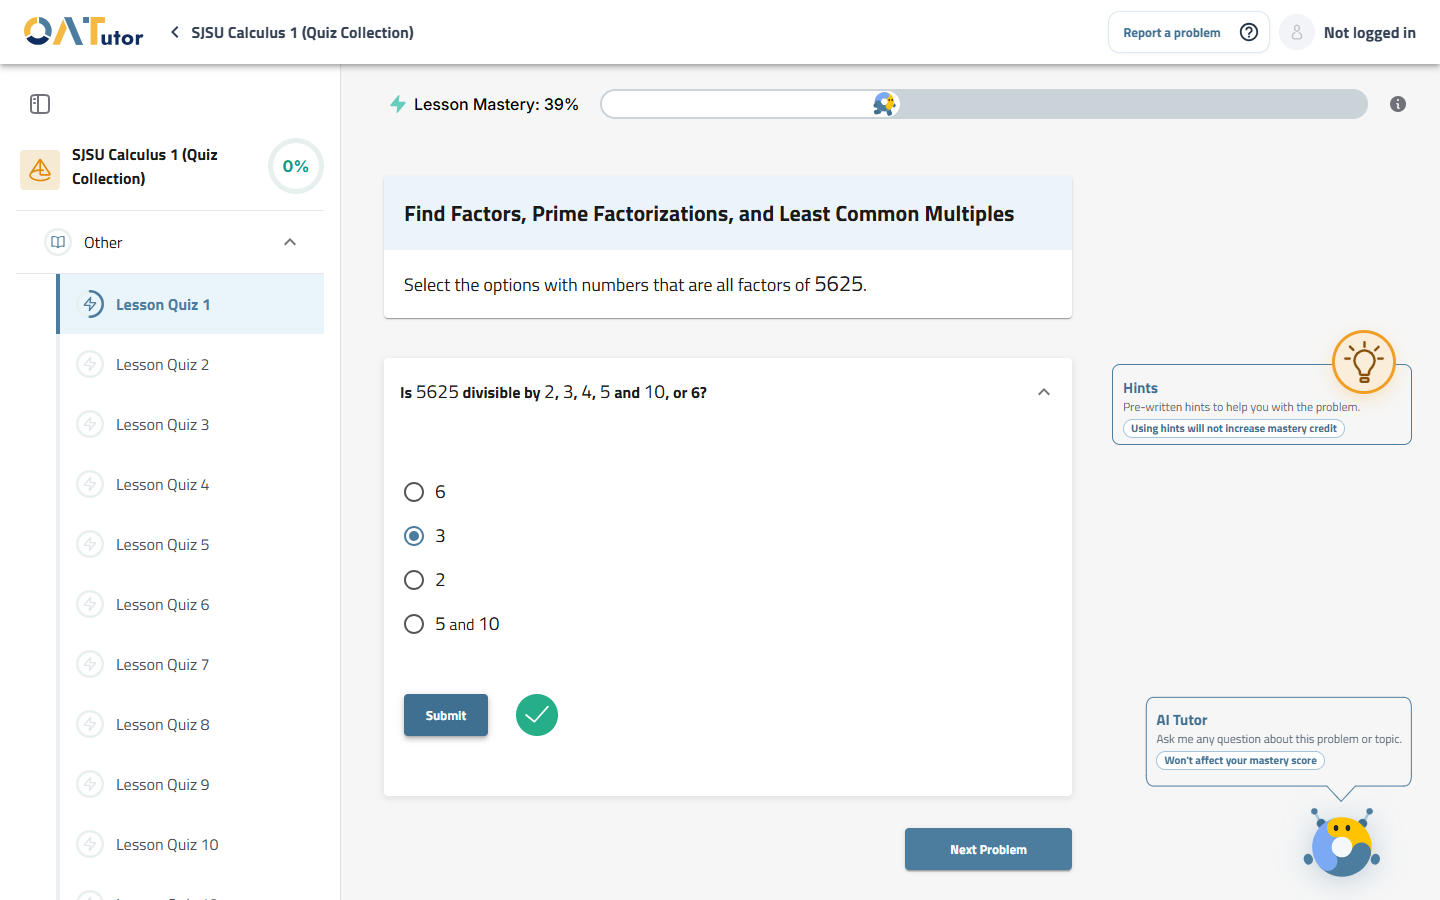 OATutor
SJSU Calculus 1 (Quiz Collection)
Report a problem
Not logged in
Lesson Mastery: 39%
SJSU Calculus 1 (Quiz
Collection)
0%
Other
Lesson Quiz 1
Lesson Quiz 2
Lesson Quiz 3
Lesson Quiz 4
Lesson Quiz 5
Lesson Quiz 6
Lesson Quiz 7
Lesson Quiz 8
Lesson Quiz 9
Lesson Quiz 10
Find Factors, Prime Factorizations, and Least Common Multiples
Select the options with numbers that are all factors of 5625.
Is 5625 divisible by 2, 3, 4, 5 and 10, or 6?
6
3
2
5 and 10
Submit
Next Problem
Hints
Pre-written hints to help you with the problem.
Using hints will not increase mastery credit
AI Tutor
Ask me any question about this problem or topic.
Won't affect your mastery score